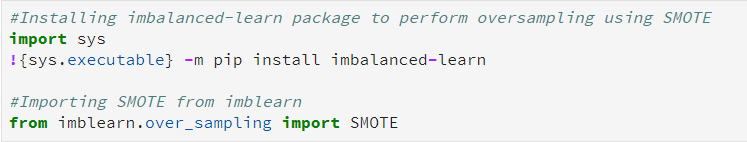 #Installing imbalanced-learn package to perform oversampling using SMOTE
import sys
!{sys.executable} -m pip install imbalanced-learn
#Importing SMOTE from imblearn
from imblearn.over_sampling import SMOTE